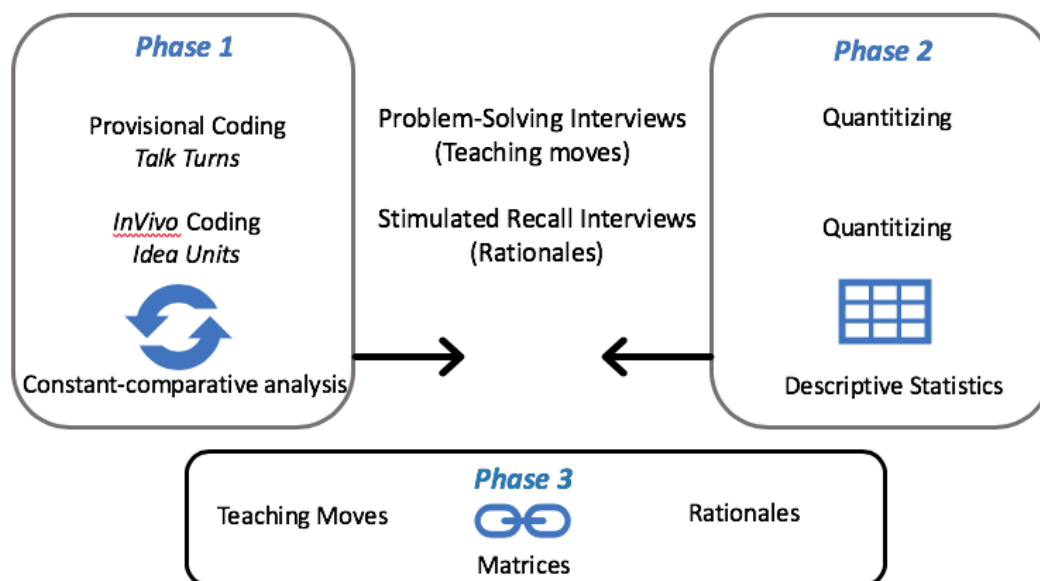 Phase 1
Provisional Coding
Talk Turns
InVivo Coding
Idea Units
Constant-comparative analysis
Problem-Solving Interviews
(Teaching moves)
Stimulated Recall Interviews
(Rationales)
Phase 2
Quantitizing
Quantitizing
Descriptive Statistics
Phase 3
Teaching Moves
Matrices
Rationales